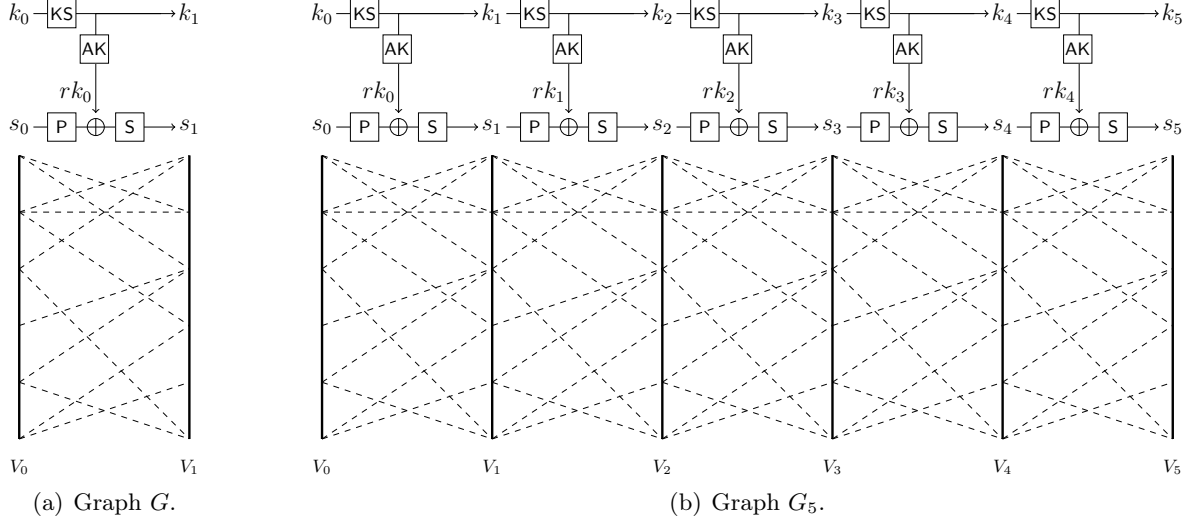 k₀ KS k₁ k₀ KS k₁ KS k₂ KS k₃ KS k₄ KS k₅
AK AK AK AK AK AK
rk₀ rk₀ rk₁ rk₂ rk₃ rk₄
s₀ P S s₁ s₀ P S s₁ P S s₂ P S s₃ P S s₄ P S s₅
V₀ V₁ V₀ V₁ V₂ V₃ V₄ V₅
(a) Graph G. (b) Graph G₅.